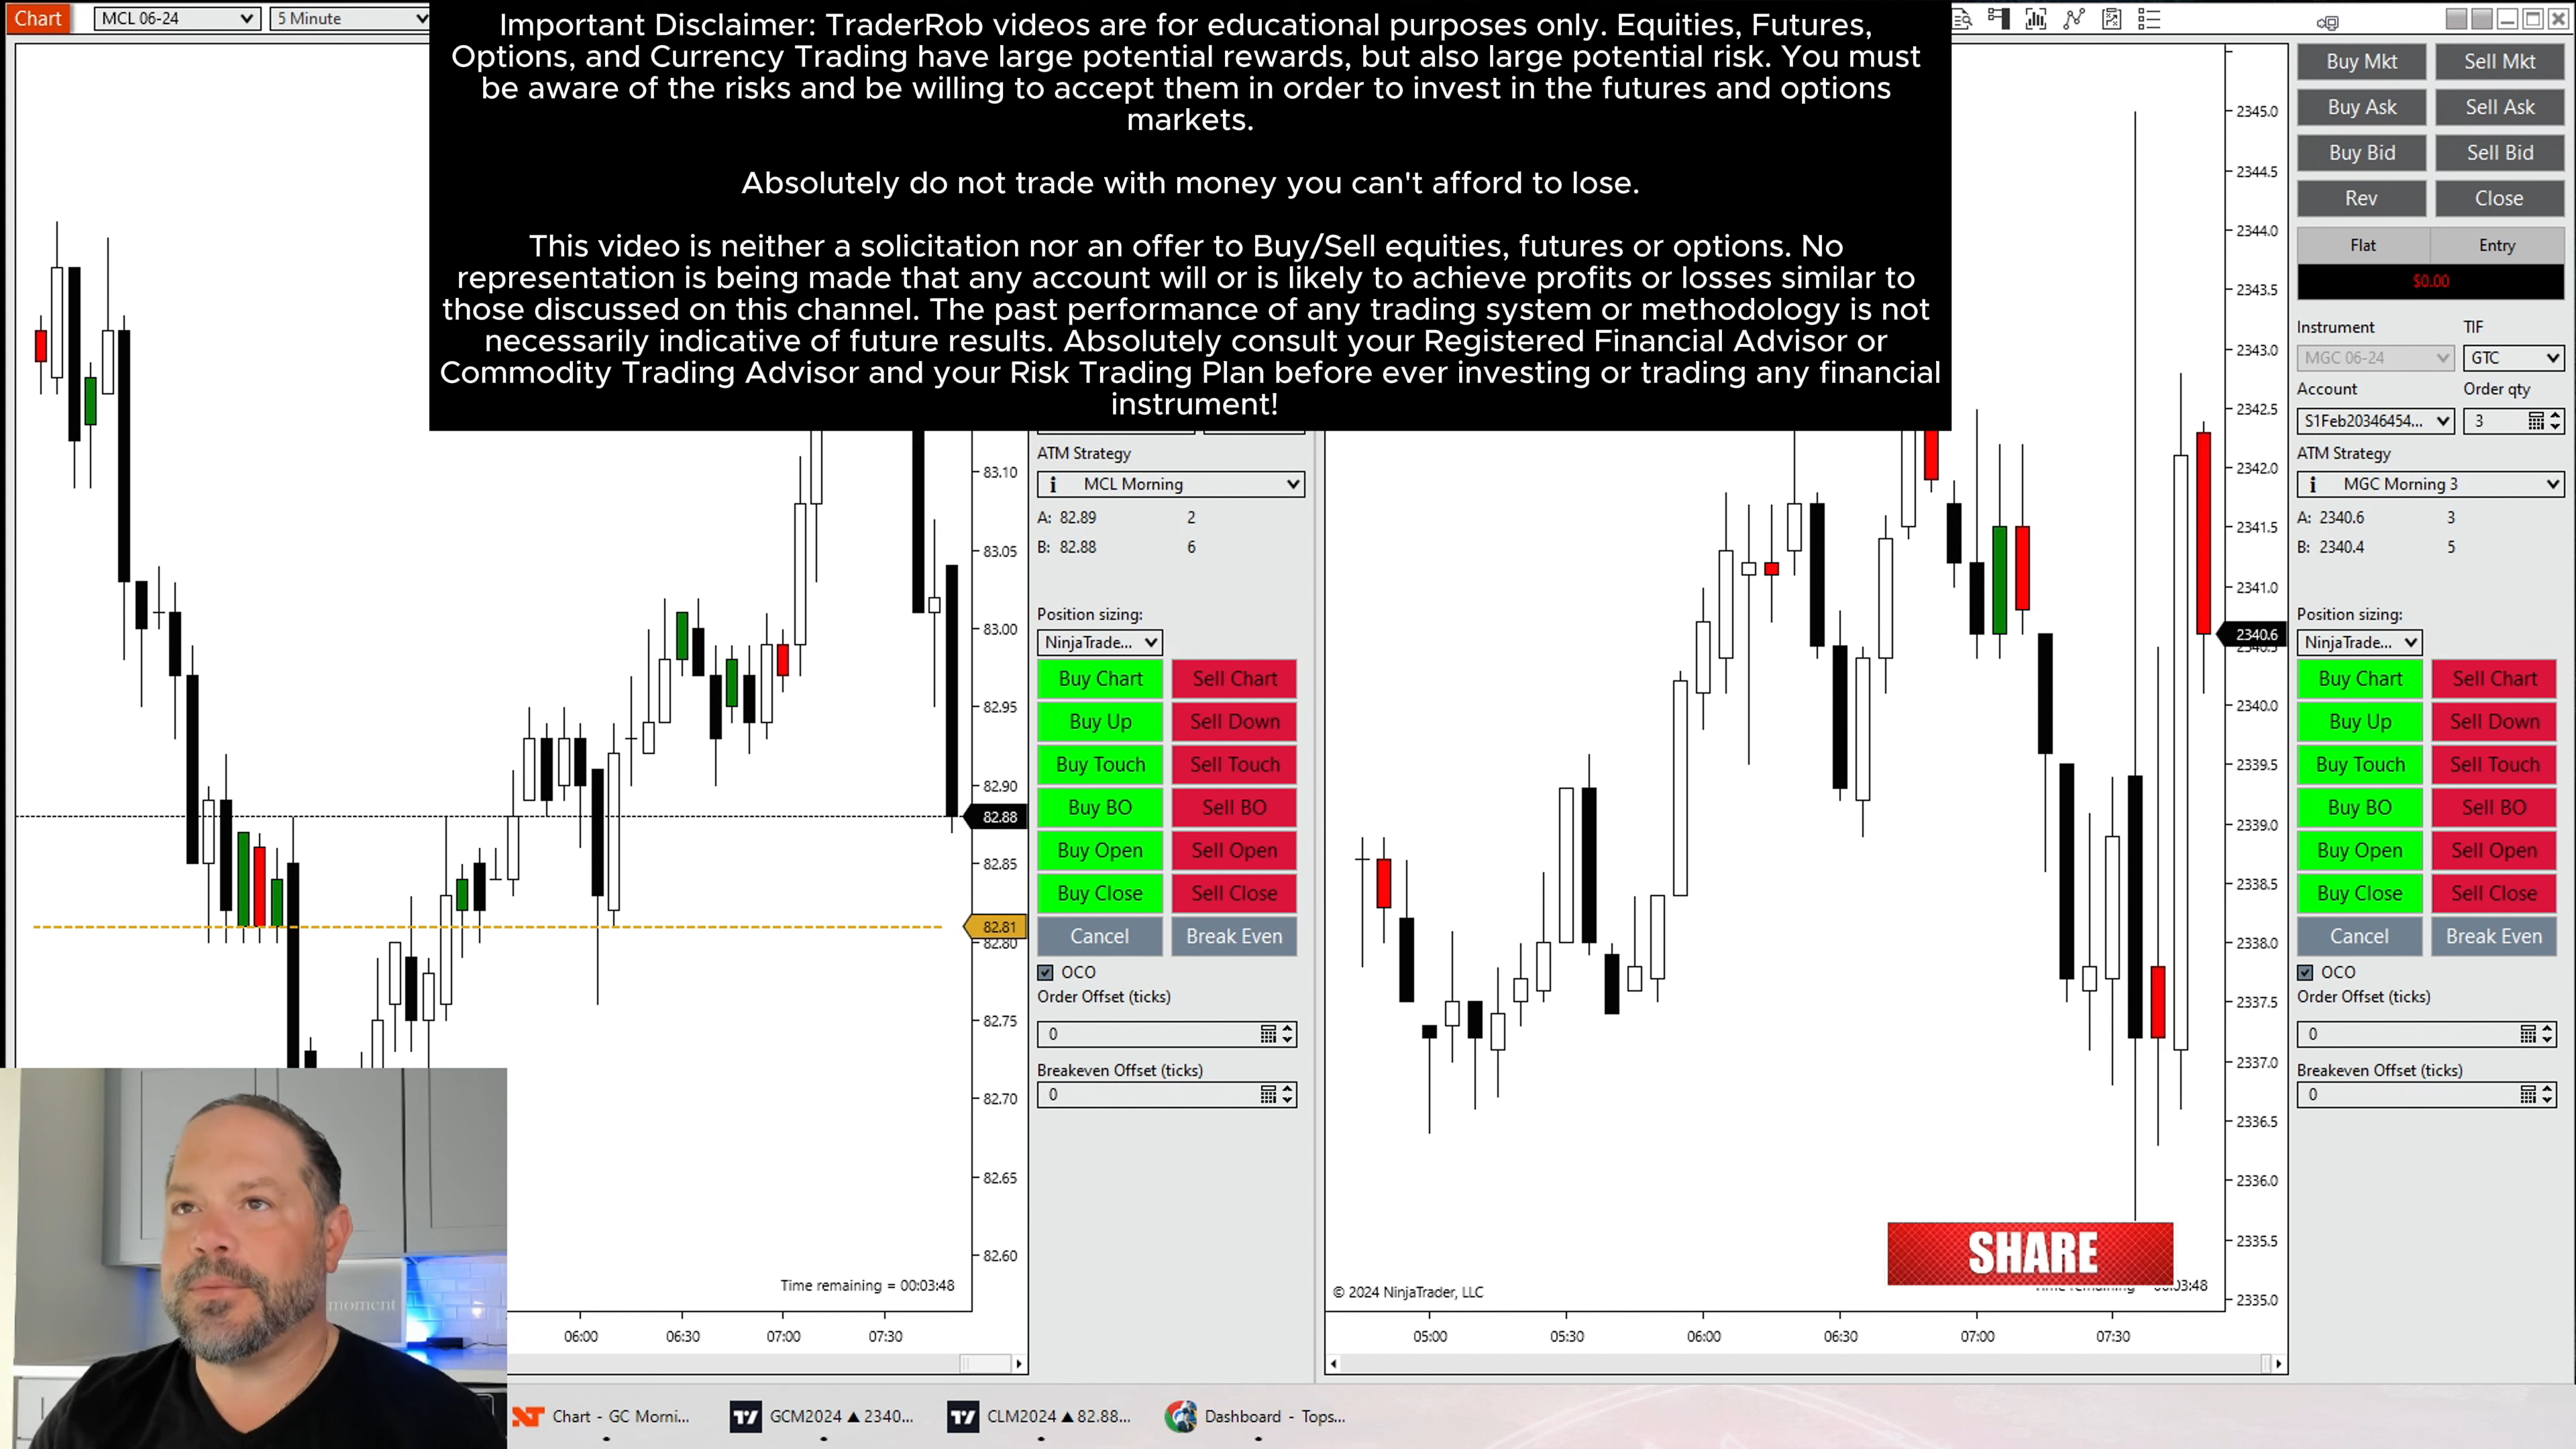 Chart
MCL 06-24
5 Minute
Important Disclaimer: TraderRob videos are for educational purposes only. Equities, Futures,
Options, and Currency Trading have large potential rewards, but also large potential risk. You must
be aware of the risks and be willing to accept them in order to invest in the futures and options
markets.
Absolutely do not trade with money you can't afford to lose.
This video is neither a solicitation nor an offer to Buy/Sell equities, futures or options. No
representation is being made that any account will or is likely to achieve profits or losses similar to
those discussed on this channel. The past performance of any trading system or methodology is not
necessarily indicative of future results. Absolutely consult your Registered Financial Advisor or
Commodity Trading Advisor and your Risk Trading Plan before ever investing or trading any financial
instrument!
83.10
83.05
83.00
82.95
82.90
82.88
82.85
82.81
82.80
82.75
82.70
82.65
82.60
Time remaining = 00:03:48
06:00 06:30 07:00 07:30
ATM Strategy
MCL Morning
A: 82.89 2
B: 82.88 6
Position sizing:
NinjaTrade...
Buy Chart Sell Chart
Buy Up Sell Down
Buy Touch Sell Touch
Buy BO Sell BO
Buy Open Sell Open
Buy Close Sell Close
Cancel Break Even
OCO
Order Offset (ticks)
0
Breakeven Offset (ticks)
0
2345.0
2344.5
2344.0
2343.5
2343.0
2342.5
2342.0
2341.5
2341.0
2340.6
2340.0
2339.5
2339.0
2338.5
2338.0
2337.5
2337.0
2336.5
2336.0
2335.5
2335.0
SHARE
© 2024 NinjaTrader, LLC
05:00 05:30 06:00 06:30 07:00 07:30
Buy Mkt Sell Mkt
Buy Ask Sell Ask
Buy Bid Sell Bid
Rev Close
Flat Entry
$0.00
Instrument TIF
MGC 06-24 GTC
Account Order qty
S1Feb20346454... 3
ATM Strategy
MGC Morning 3
A: 2340.6 3
B: 2340.4 5
Position sizing:
NinjaTrade...
Buy Chart Sell Chart
Buy Up Sell Down
Buy Touch Sell Touch
Buy BO Sell BO
Buy Open Sell Open
Buy Close Sell Close
Cancel Break Even
OCO
Order Offset (ticks)
0
Breakeven Offset (ticks)
0
moment
Chart - GC Morni...
GCM2024 ▲ 2340...
CLM2024 ▲ 82.88...
Dashboard - Tops...